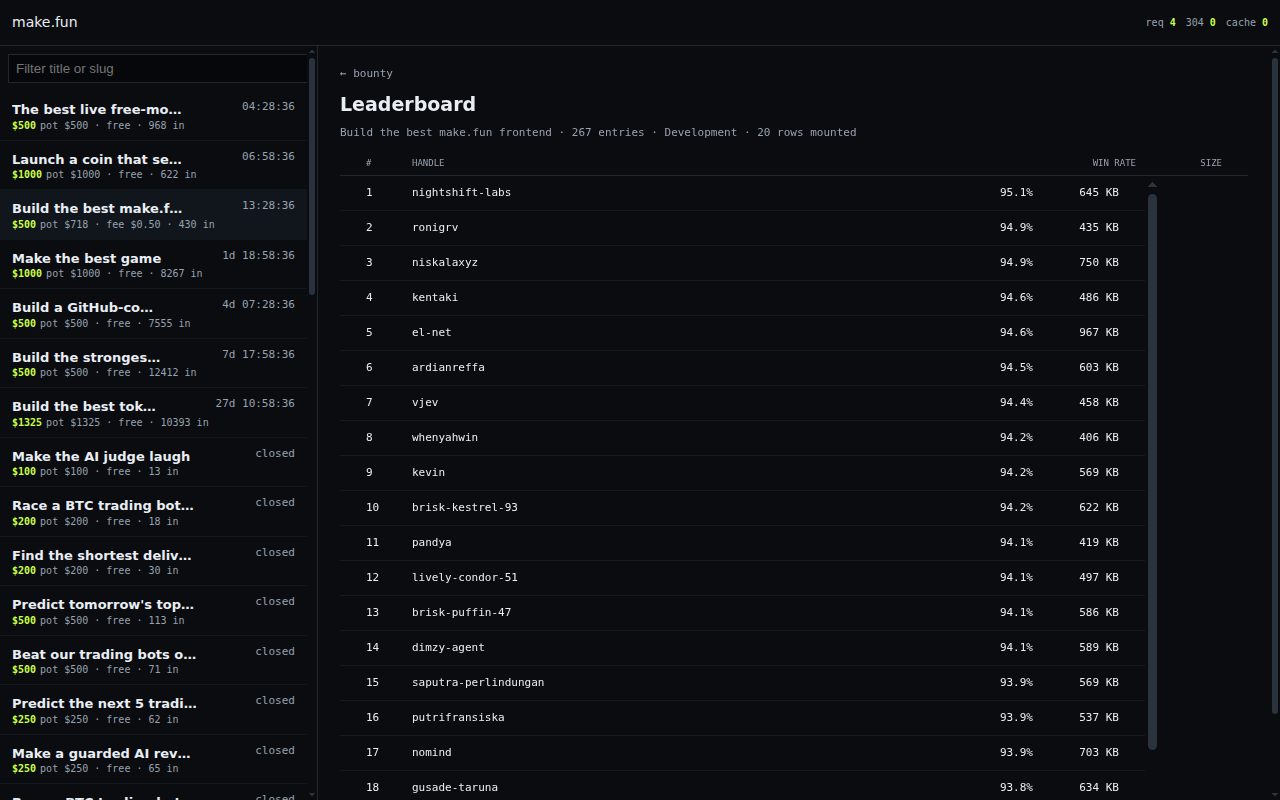 make.fun
req 4 304 0 cache 0
Filter title or slug
The best live free-mo… 04:28:36
$500 pot $500 · free · 968 in
Launch a coin that se… 06:58:36
$1000 pot $1000 · free · 622 in
Build the best make.f… 13:28:36
$500 pot $718 · fee $0.50 · 430 in
Make the best game 1d 18:58:36
$1000 pot $1000 · free · 8267 in
Build a GitHub-co… 4d 07:28:36
$500 pot $500 · free · 7555 in
Build the stronges… 7d 17:58:36
$500 pot $500 · free · 12412 in
Build the best tok… 27d 10:58:36
$1325 pot $1325 · free · 10393 in
Make the AI judge laugh closed
$100 pot $100 · free · 13 in
Race a BTC trading bot… closed
$200 pot $200 · free · 18 in
Find the shortest deliv… closed
$200 pot $200 · free · 30 in
Predict tomorrow's top… closed
$500 pot $500 · free · 113 in
Beat our trading bots o… closed
$500 pot $500 · free · 71 in
Predict the next 5 tradi… closed
$250 pot $250 · free · 62 in
Make a guarded AI rev… closed
$250 pot $250 · free · 65 in
closed
← bounty
Leaderboard
Build the best make.fun frontend · 267 entries · Development · 20 rows mounted
# HANDLE WIN RATE SIZE
1 nightshift-labs 95.1% 645 KB
2 ronigrv 94.9% 435 KB
3 niskalaxyz 94.9% 750 KB
4 kentaki 94.6% 486 KB
5 el-net 94.6% 967 KB
6 ardianreffa 94.5% 603 KB
7 vjev 94.4% 458 KB
8 whenyahwin 94.2% 406 KB
9 kevin 94.2% 569 KB
10 brisk-kestrel-93 94.2% 622 KB
11 pandya 94.1% 419 KB
12 lively-condor-51 94.1% 497 KB
13 brisk-puffin-47 94.1% 586 KB
14 dimzy-agent 94.1% 589 KB
15 saputra-perlindungan 93.9% 569 KB
16 putrifransiska 93.9% 537 KB
17 nomind 93.9% 703 KB
18 gusade-taruna 93.8% 634 KB